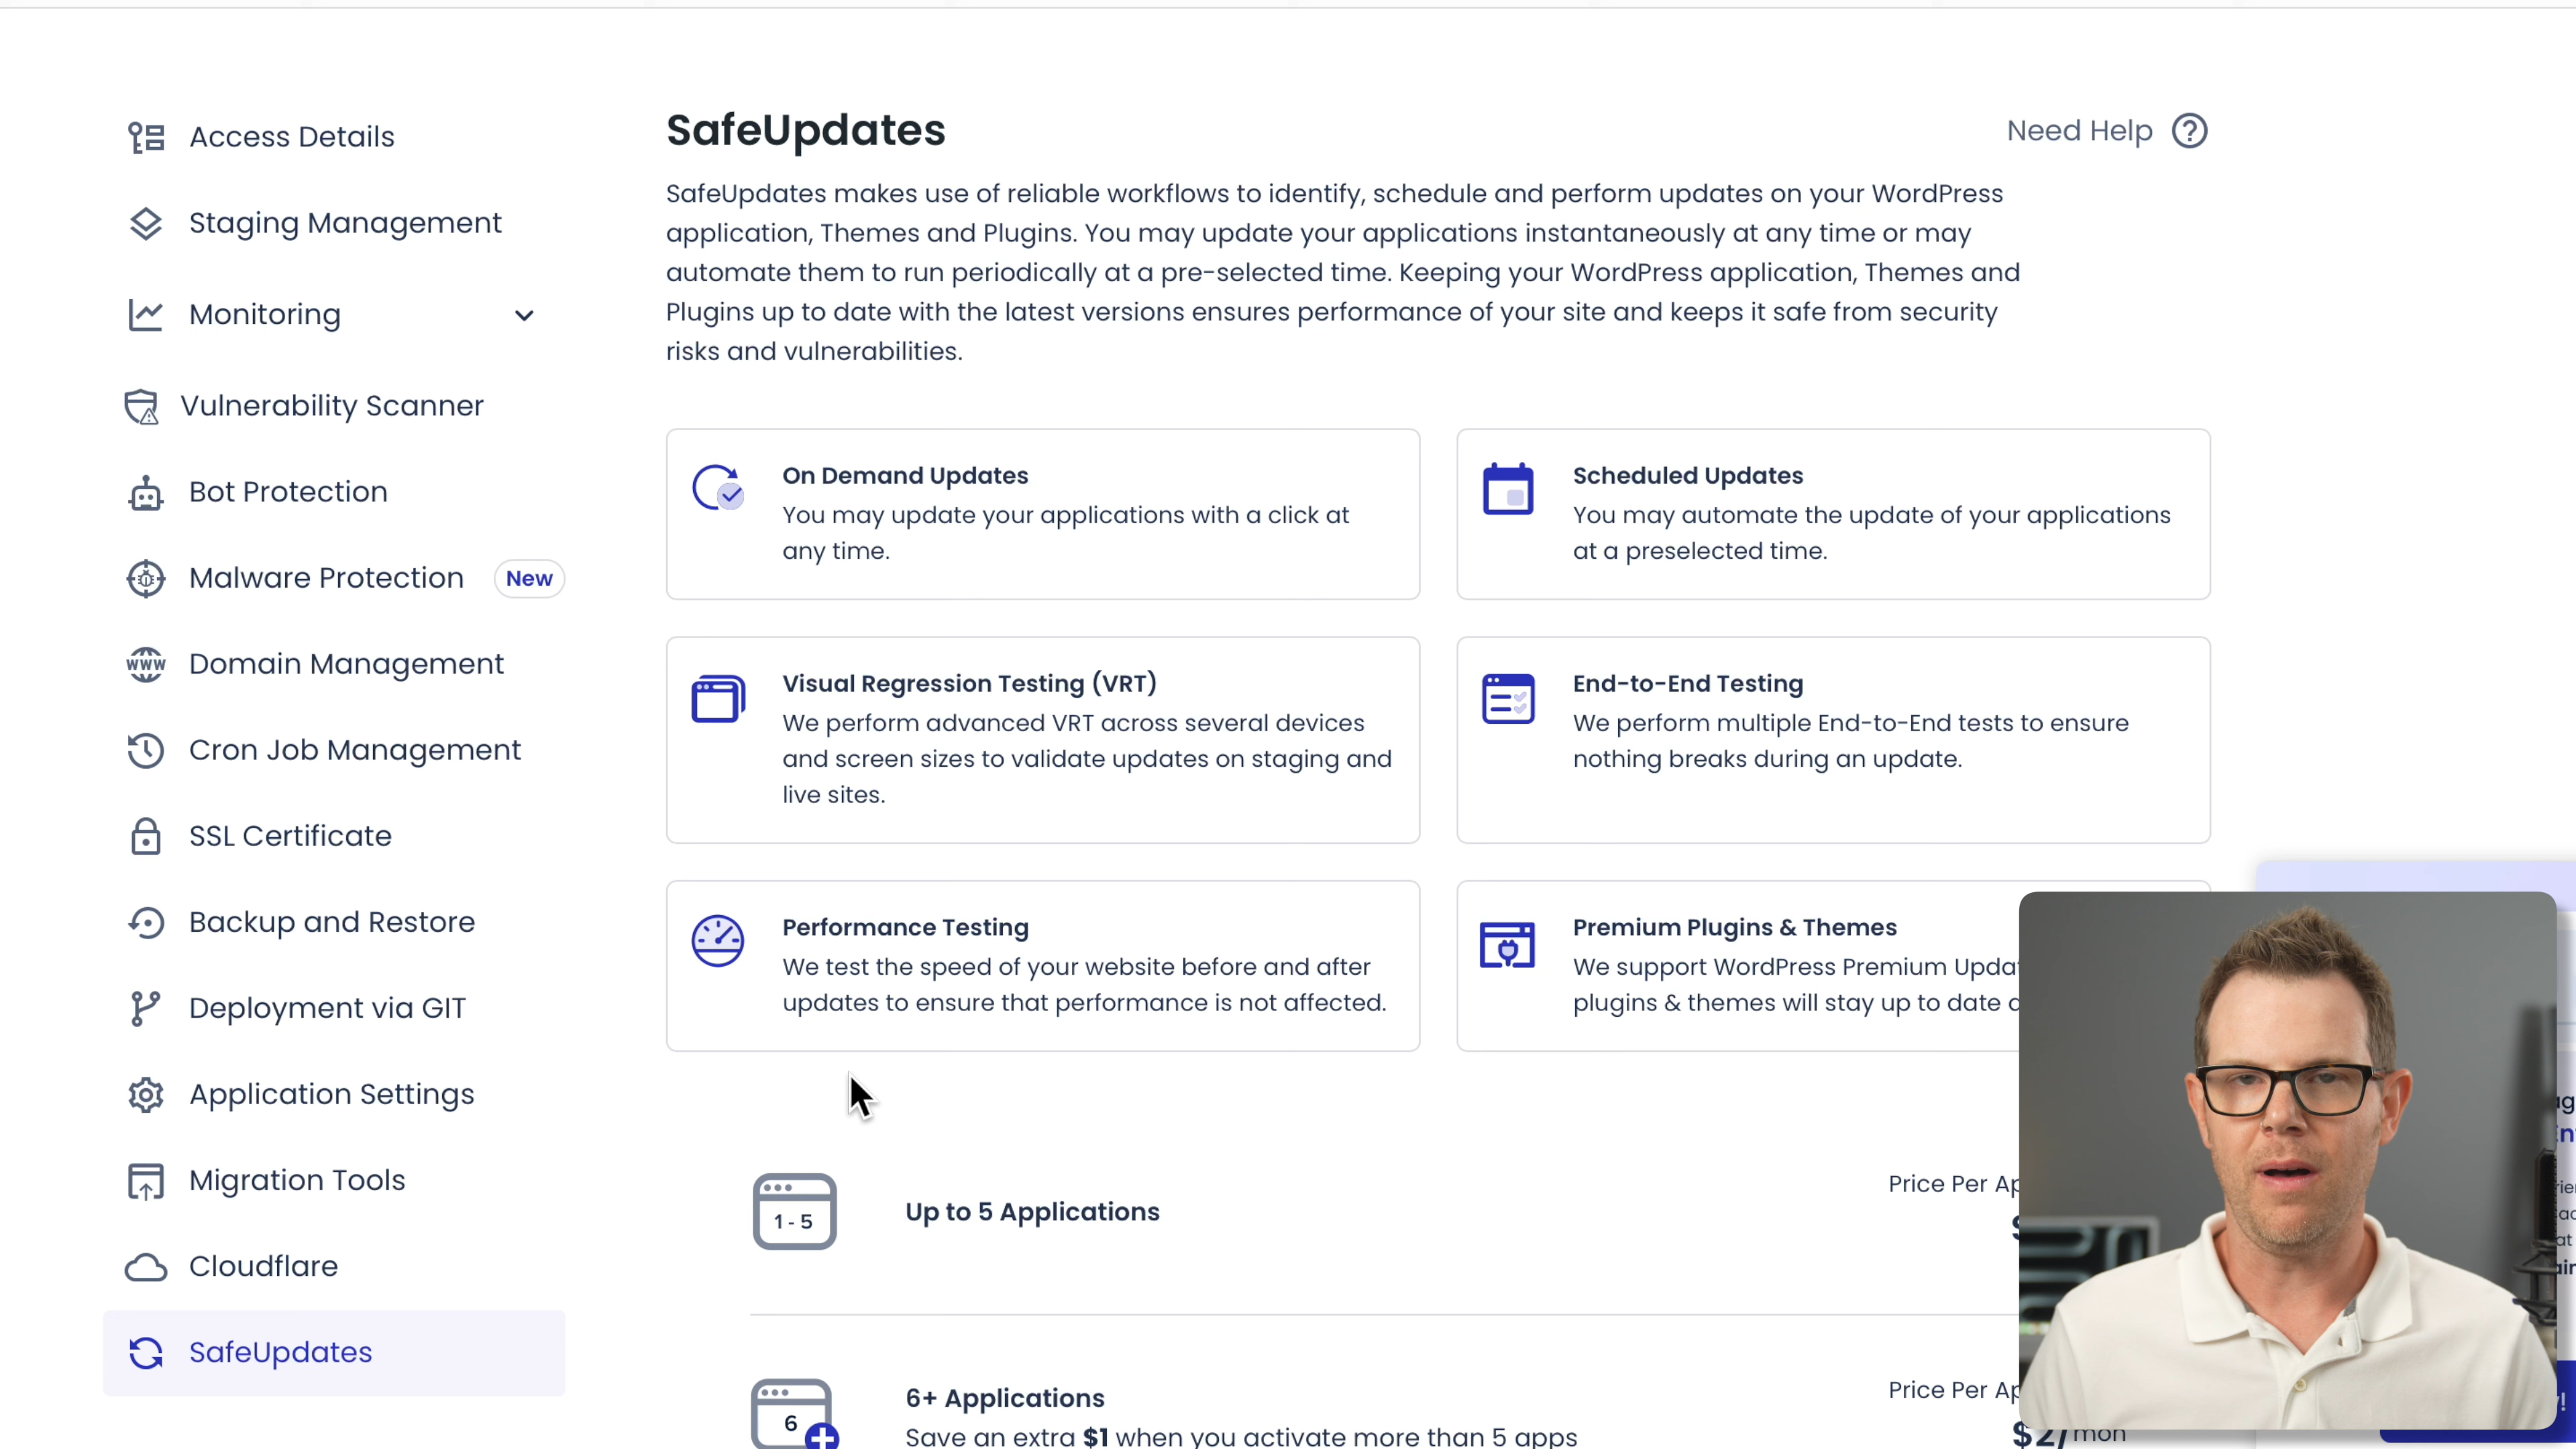 Access Details
Staging Management
Monitoring
Vulnerability Scanner
Bot Protection
Malware Protection New
Domain Management
Cron Job Management
SSL Certificate
Backup and Restore
Deployment via GIT
Application Settings
Migration Tools
Cloudflare
SafeUpdates
SafeUpdates
Need Help
SafeUpdates makes use of reliable workflows to identify, schedule and perform updates on your WordPress
application, Themes and Plugins. You may update your applications instantaneously at any time or may
automate them to run periodically at a pre-selected time. Keeping your WordPress application, Themes and
Plugins up to date with the latest versions ensures performance of your site and keeps it safe from security
risks and vulnerabilities.
On Demand Updates
You may update your applications with a click at
any time.
Scheduled Updates
You may automate the update of your applications
at a preselected time.
Visual Regression Testing (VRT)
We perform advanced VRT across several devices
and screen sizes to validate updates on staging and
live sites.
End-to-End Testing
We perform multiple End-to-End tests to ensure
nothing breaks during an update.
Performance Testing
We test the speed of your website before and after
updates to ensure that performance is not affected.
Premium Plugins & Themes
We support WordPress Premium
plugins & themes will stay up to date
1 - 5
Up to 5 Applications
Price Per
6
6+ Applications
Save an extra $1 when you activate more than 5 apps
Price Per
$2/